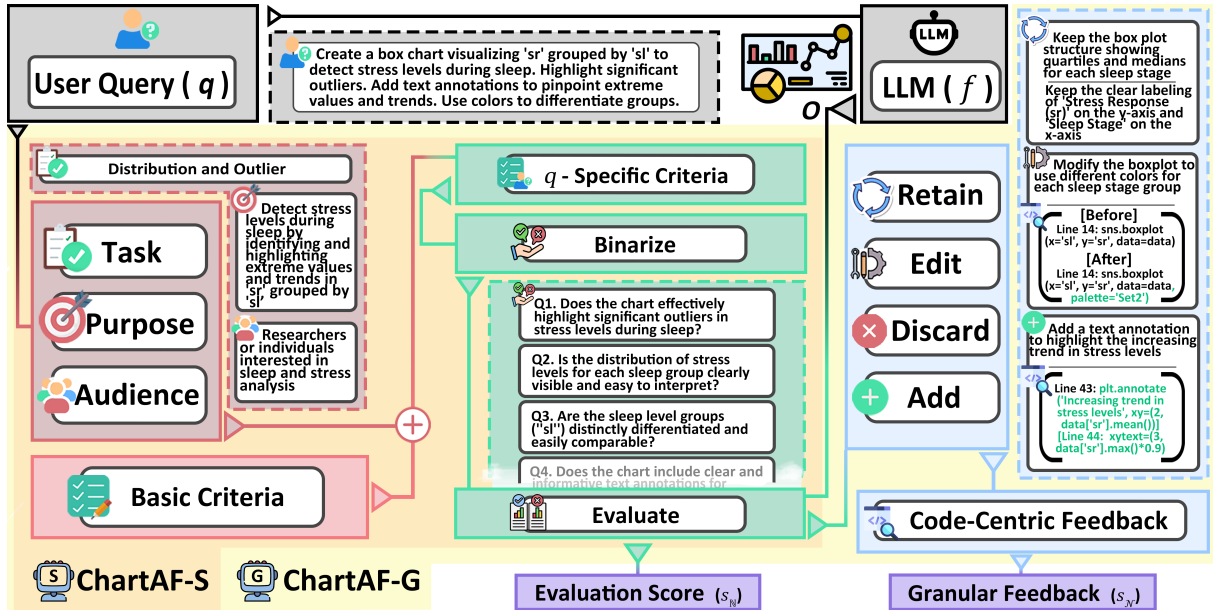 User Query ( q )
Create a box chart visualizing 'sr' grouped by 'sl' to
detect stress levels during sleep. Highlight significant
outliers. Add text annotations to pinpoint extreme
values and trends. Use colors to differentiate groups.
O
LLM
LLM ( f )
Distribution and Outlier
Task
Purpose
Audience
Detect stress
levels during
sleep by
identifying and
highlighting
extreme values
and trends in
'sr' grouped by
'sl'
Researchers
or individuals
interested in
sleep and stress
analysis
Basic Criteria
q - Specific Criteria
Binarize
Q1. Does the chart effectively
highlight significant outliers in
stress levels during sleep?
Q2. Is the distribution of stress
levels for each sleep group clearly
visible and easy to interpret?
Q3. Are the sleep level groups
("sl") distinctly differentiated and
easily comparable?
Q4. Does the chart include clear and
informative text annotations for
Evaluate
Retain
Edit
Discard
Add
Keep the box plot
structure showing
quartiles and medians
for each sleep stage
Keep the clear labeling
of 'Stress Response
(sr)' on the y-axis and
'Sleep Stage' on the
x-axis
Modify the boxplot to
use different colors for
each sleep stage group
[Before]
Line 14: sns.boxplot
(x='sl', y='sr', data=data)
[After]
Line 14: sns.boxplot
(x='sl', y='sr', data=data,
palette='Set2')
Add a text annotation
to highlight the increasing
trend in stress levels
Line 43: plt.annotate
('Increasing trend in
stress levels', xy=(2,
data['sr'].mean())]
[Line 44: xytext=(3,
data['sr'].max()*0.9)
Code-Centric Feedback
S ChartAF-S
G ChartAF-G
Evaluation Score (sℕ)
Granular Feedback (s𝒩)